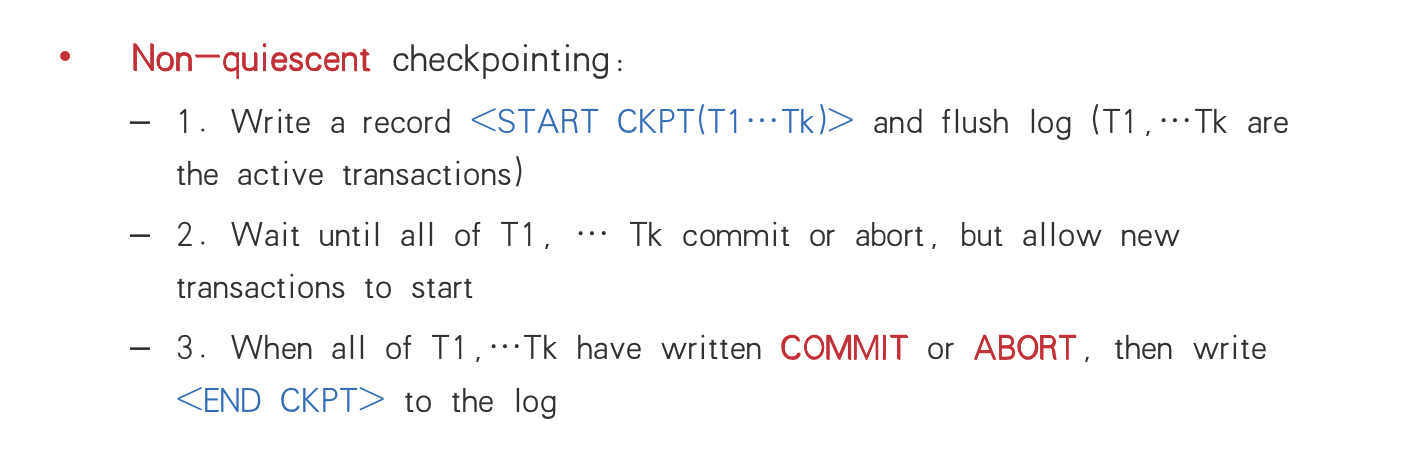 • Non-quiescent checkpointing:
– 1. Write a record <START CKPT(T1…Tk)> and flush log (T1,…Tk are
the active transactions)
– 2. Wait until all of T1, … Tk commit or abort, but allow new
transactions to start
– 3. When all of T1,…Tk have written COMMIT or ABORT, then write
<END CKPT> to the log